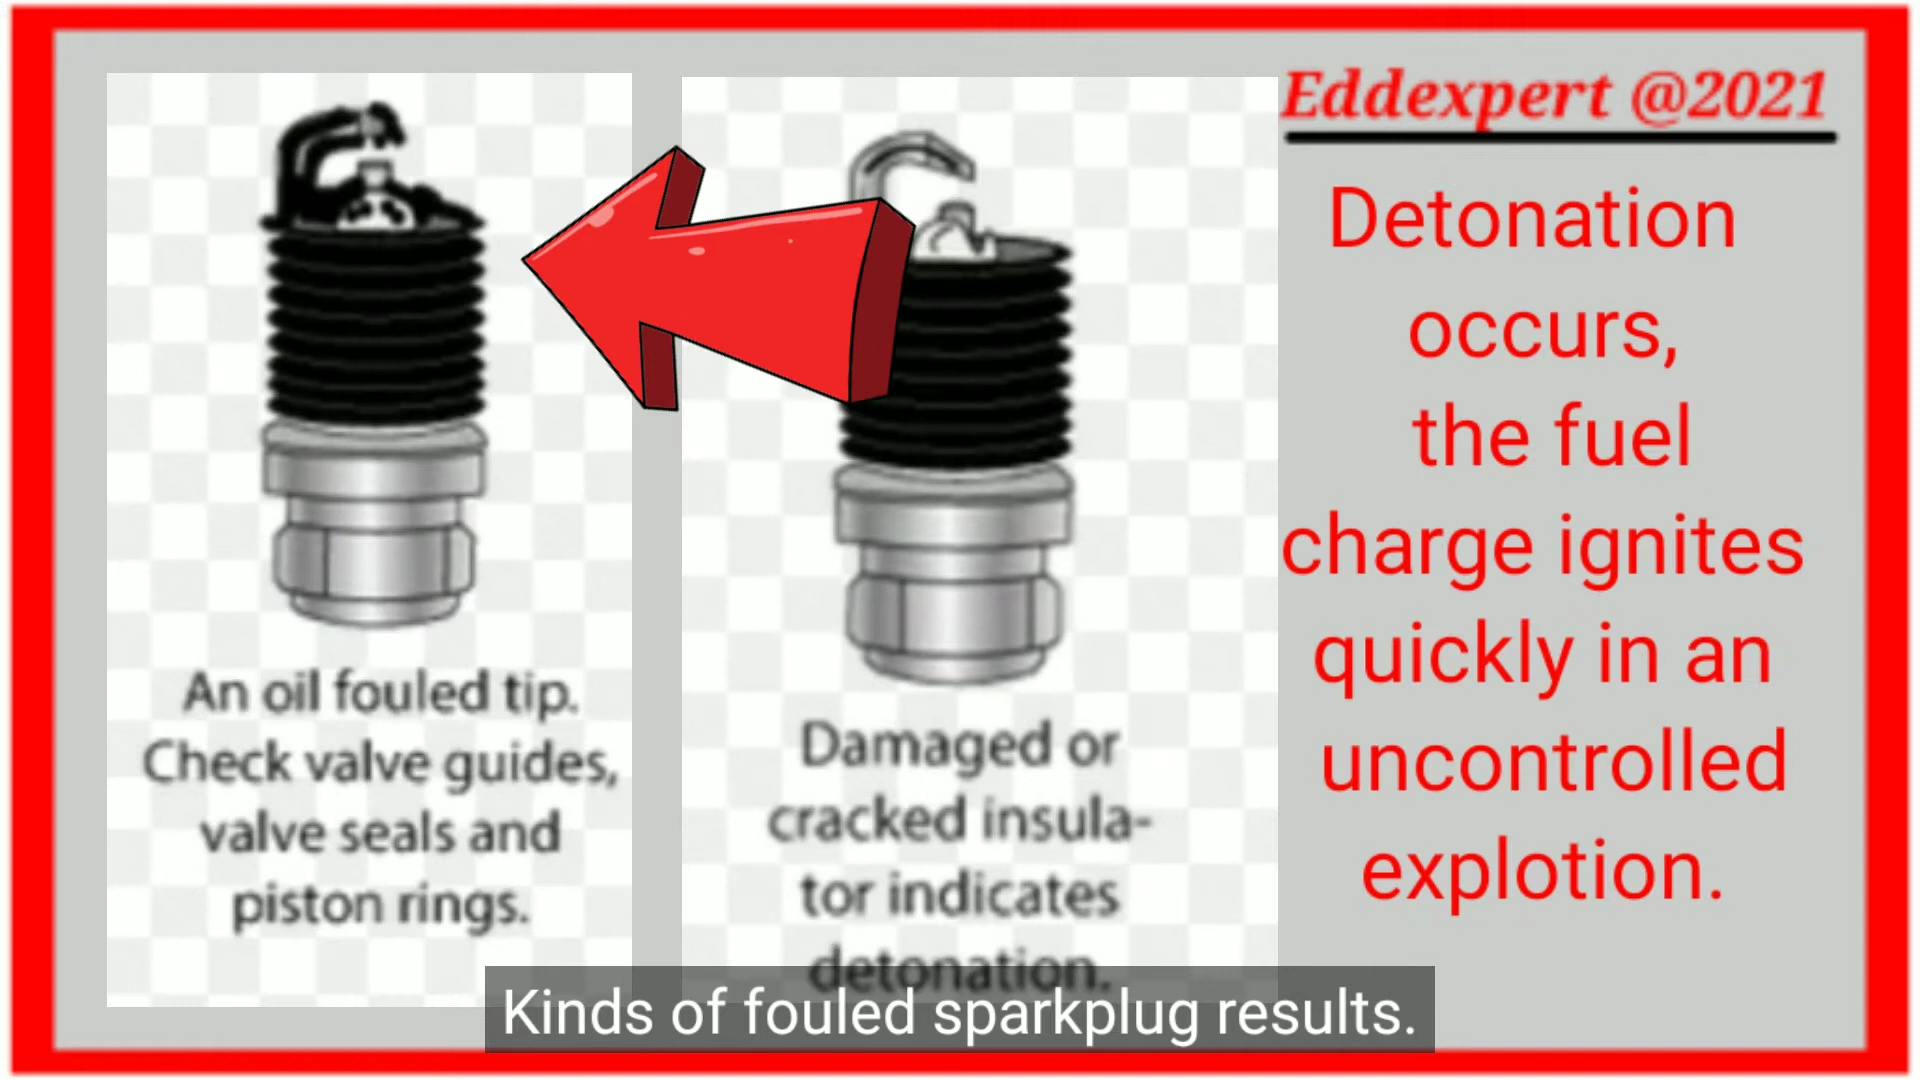 An oil fouled tip.
Check valve guides,
valve seals and
piston rings.
Damaged or
cracked insula-
tor indicates
detonation.
Eddexpert @2021
Detonation
occurs,
the fuel
charge ignites
quickly in an
uncontrolled
explotion.
Kinds of fouled sparkplug results.